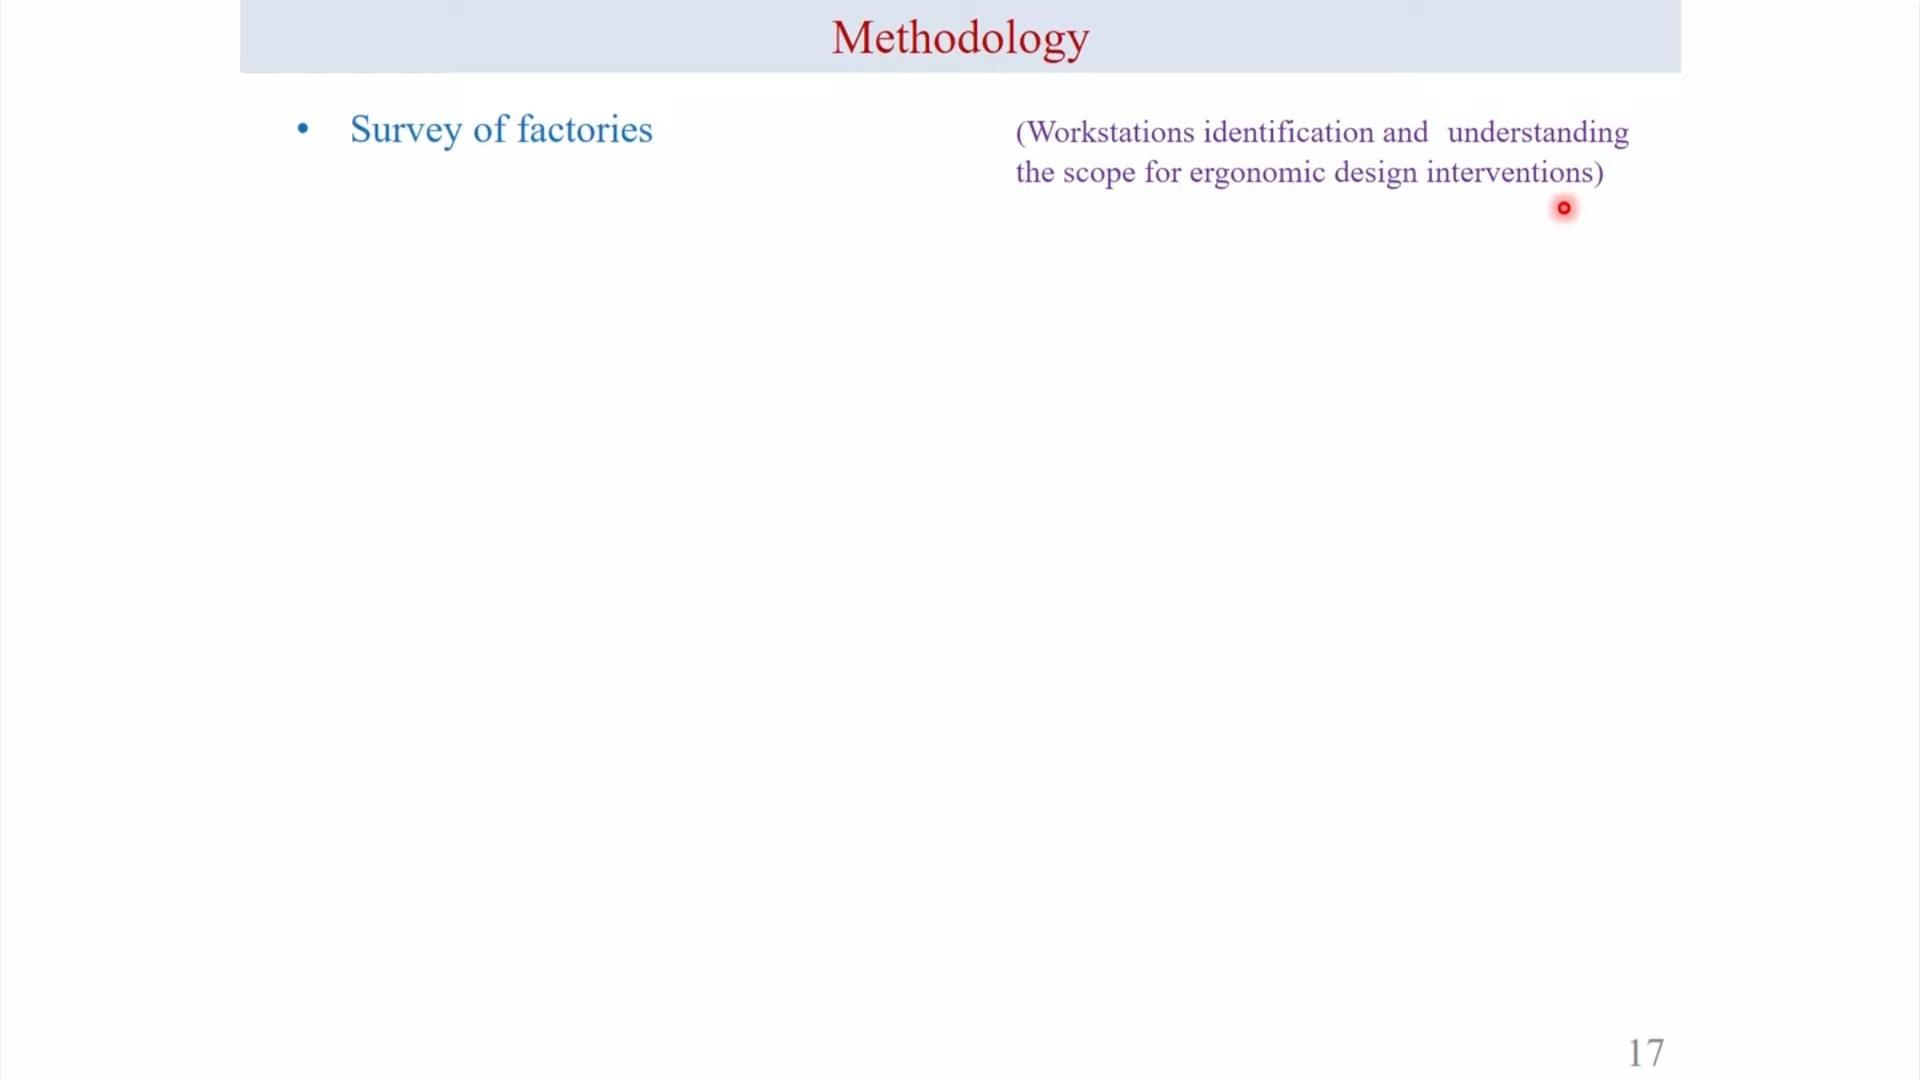 Methodology
• Survey of factories
(Workstations identification and understanding
the scope for ergonomic design interventions)
17